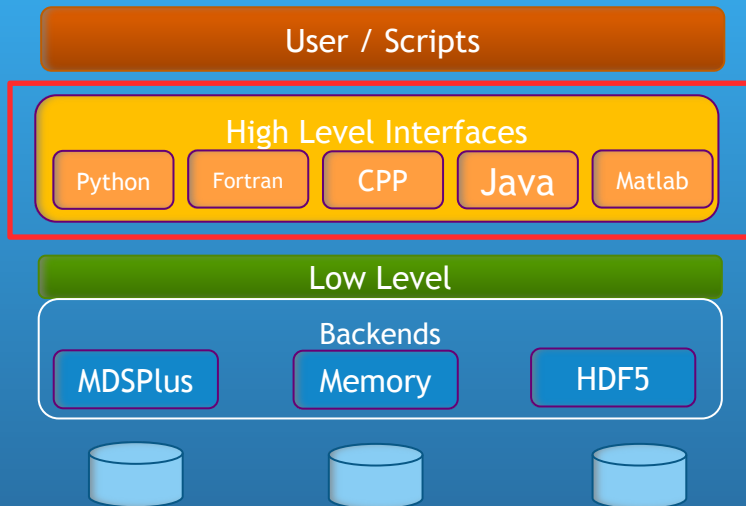 User / Scripts
High Level Interfaces
Python Fortran CPP Java Matlab
Low Level
Backends
MDSPlus Memory HDF5